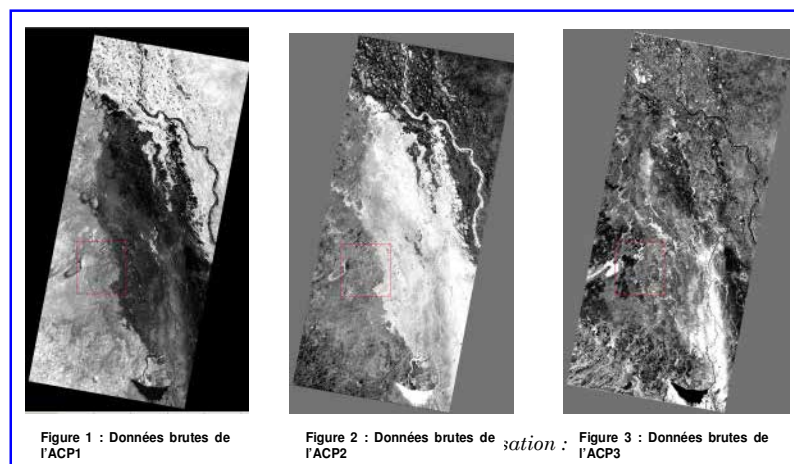 Figure 1 : Données brutes de
l'ACP1
Figure 2 : Données brutes de
l'ACP2
sation :
Figure 3 : Données brutes de
l'ACP3